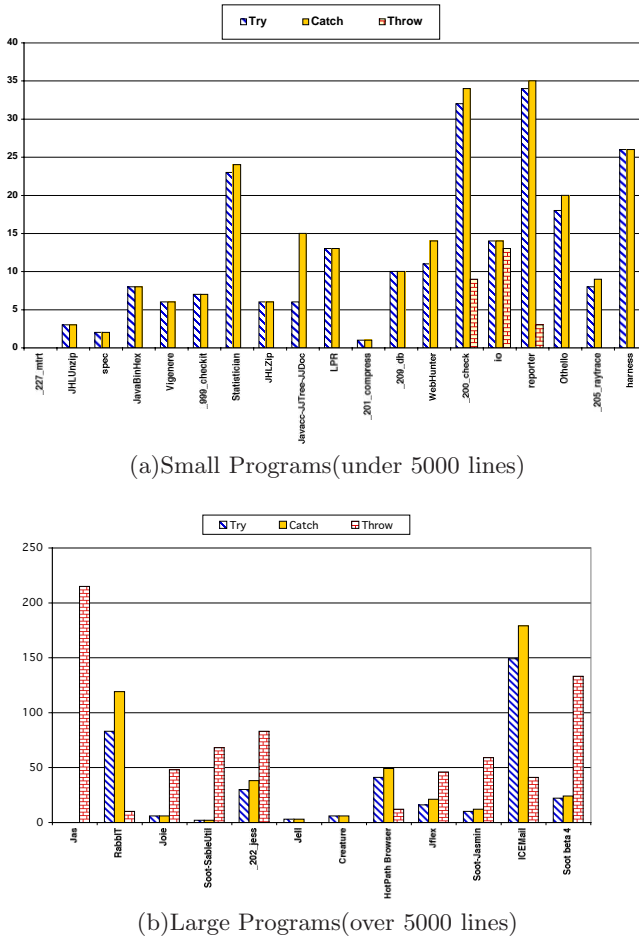 Try Catch Throw
40
35
30
25
20
15
10
5
0
_227_mtrt
JHLUnzip
spec
JavaBinHex
Vigenere
_999_checkit
Statistician
JHLZip
Javacc-JJTree-JJDoc
LPR
_201_compress
_209_db
WebHunter
_200_check
io
reporter
Othello
_205_raytrace
harness
(a)Small Programs(under 5000 lines)
Try Catch Throw
250
200
150
100
50
0
Jas
RabbIT
Joie
Soot-SableUtil
_202_jess
Jell
Creature
HotPath Browser
Jflex
Soot-Jasmin
ICEMail
Soot beta 4
(b)Large Programs(over 5000 lines)